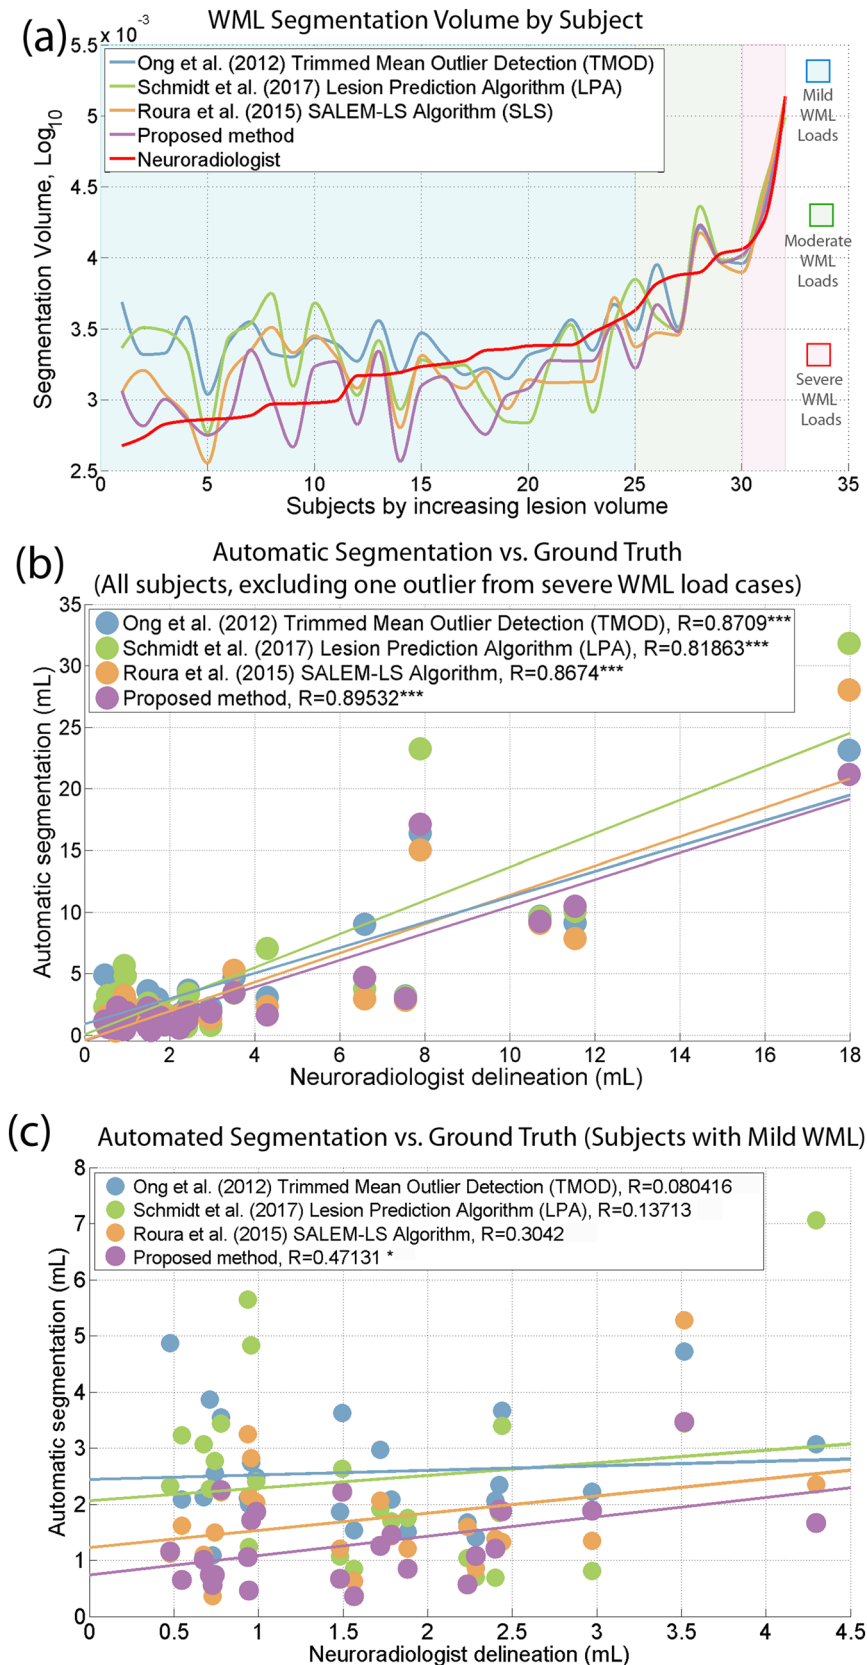 (a)
WML Segmentation Volume by Subject
5.5 x 10^-3
Ong et al. (2012) Trimmed Mean Outlier Detection (TMOD)
Schmidt et al. (2017) Lesion Prediction Algorithm (LPA)
Roura et al. (2015) SALEM-LS Algorithm (SLS)
Proposed method
Neuroradiologist
Segmentation Volume, Log10
5
4.5
4
3.5
3
2.5
0 5 10 15 20 25 30 35
Subjects by increasing lesion volume
Mild
WML
Loads
Moderate
WML
Loads
Severe
WML
Loads
(b)
Automatic Segmentation vs. Ground Truth
(All subjects, excluding one outlier from severe WML load cases)
Ong et al. (2012) Trimmed Mean Outlier Detection (TMOD), R=0.8709***
Schmidt et al. (2017) Lesion Prediction Algorithm (LPA), R=0.81863***
Roura et al. (2015) SALEM-LS Algorithm, R=0.8674***
Proposed method, R=0.89532***
Automatic segmentation (mL)
35
30
25
20
15
10
5
0
0 2 4 6 8 10 12 14 16 18
Neuroradiologist delineation (mL)
(c)
Automated Segmentation vs. Ground Truth (Subjects with Mild WML)
Ong et al. (2012) Trimmed Mean Outlier Detection (TMOD), R=0.080416
Schmidt et al. (2017) Lesion Prediction Algorithm (LPA), R=0.13713
Roura et al. (2015) SALEM-LS Algorithm, R=0.3042
Proposed method, R=0.47131 *
Automatic segmentation (mL)
8
7
6
5
4
3
2
1
0
0 0.5 1 1.5 2 2.5 3 3.5 4 4.5
Neuroradiologist delineation (mL)